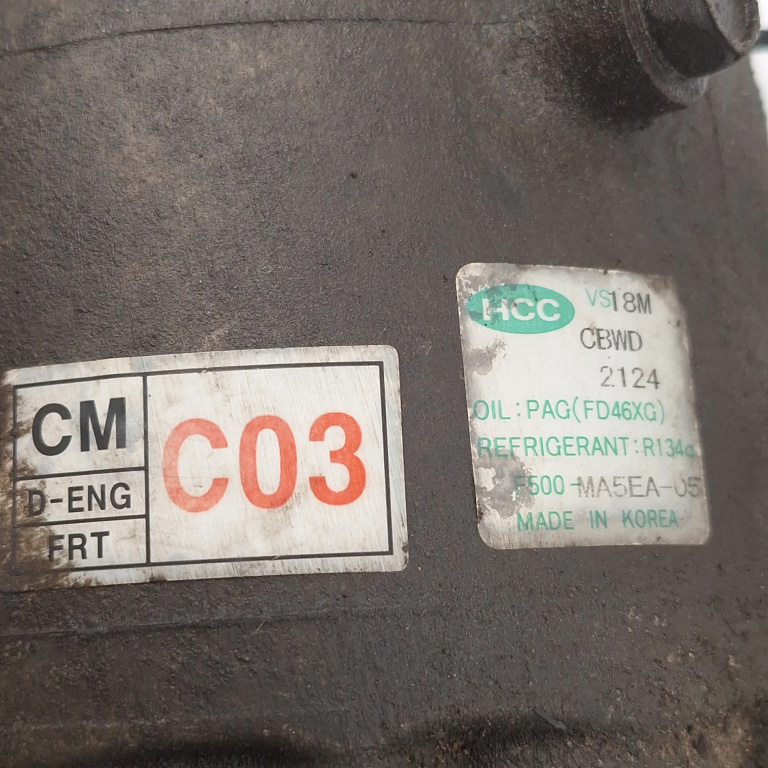 CM
D-ENG
FRT
C03
HCC VS18M
CBWD
2124
OIL:PAG(FD46XG)
REFRIGERANT:R134a
F500-MA5EA-05
MADE IN KOREA